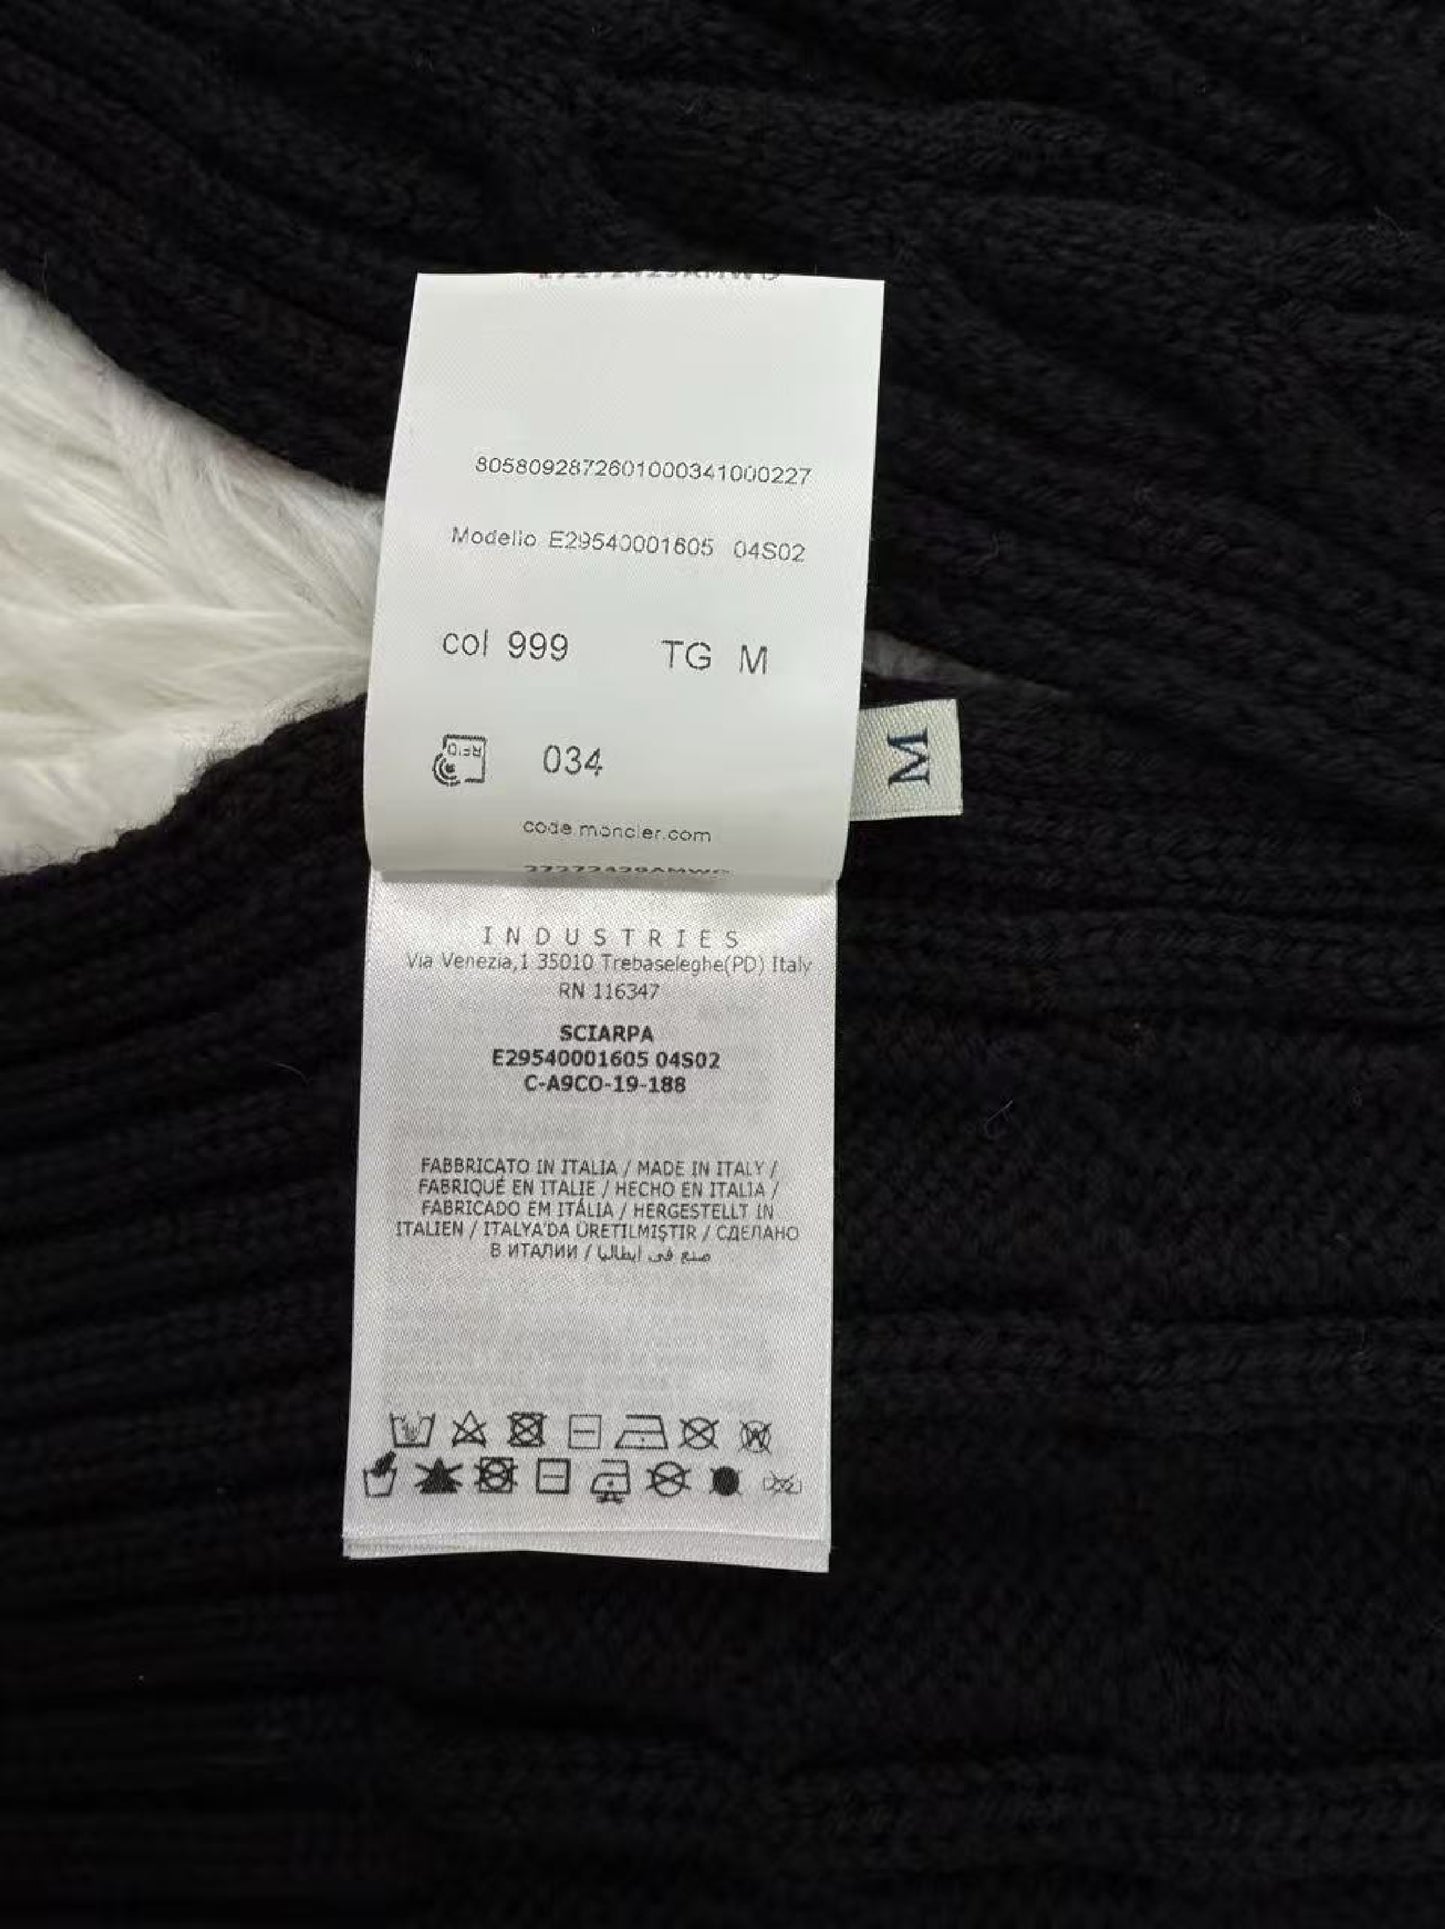 8058092872601000341000227
Modello E29540001605 04S02
col 999 TG M
RFID
034
code.moncler.com
M
INDUSTRIES
Via Venezia,1 35010 Trebaseleghe(PD) Italy
RN 116347
SCIARPA
E29540001605 04S02
C-A9CO-19-188
FABBRICATO IN ITALIA / MADE IN ITALY /
FABRIQUÉ EN ITALIE / HECHO EN ITALIA /
FABRICADO EM ITÁLIA / HERGESTELLT IN
ITALIEN / ITALYA'DA ÜRETILMIŞTIR / СДЕЛАНО
В ИТАЛИИ / صنع في إيطاليا